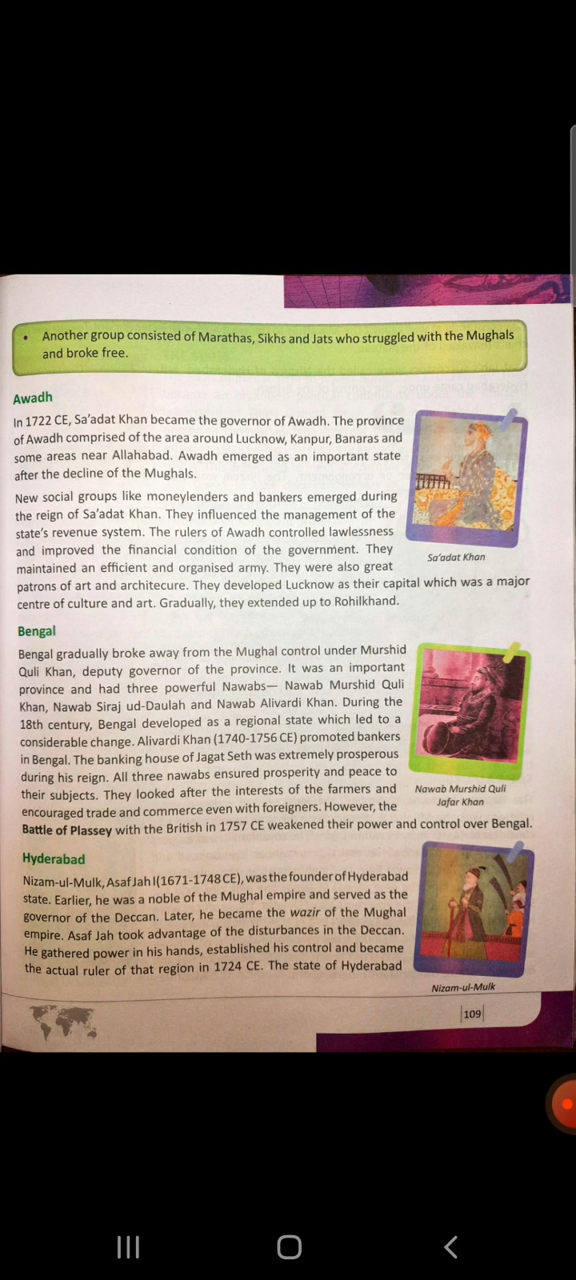 • Another group consisted of Marathas, Sikhs and Jats who struggled with the Mughals
and broke free.
Awadh
In 1722 CE, Sa'adat Khan became the governor of Awadh. The province
of Awadh comprised of the area around Lucknow, Kanpur, Banaras and
some areas near Allahabad. Awadh emerged as an important state
after the decline of the Mughals.
New social groups like moneylenders and bankers emerged during
the reign of Sa'adat Khan. They influenced the management of the
state's revenue system. The rulers of Awadh controlled lawlessness
and improved the financial condition of the government. They
maintained an efficient and organised army. They were also great
patrons of art and architecure. They developed Lucknow as their capital which was a major
centre of culture and art. Gradually, they extended up to Rohilkhand.
Sa'adat Khan
Bengal
Bengal gradually broke away from the Mughal control under Murshid
Quli Khan, deputy governor of the province. It was an important
province and had three powerful Nawabs— Nawab Murshid Quli
Khan, Nawab Siraj ud-Daulah and Nawab Alivardi Khan. During the
18th century, Bengal developed as a regional state which led to a
considerable change. Alivardi Khan (1740-1756 CE) promoted bankers
in Bengal. The banking house of Jagat Seth was extremely prosperous
during his reign. All three nawabs ensured prosperity and peace to
their subjects. They looked after the interests of the farmers and
encouraged trade and commerce even with foreigners. However, the
Battle of Plassey with the British in 1757 CE weakened their power and control over Bengal.
Nawab Murshid Quli
Jafar Khan
Hyderabad
Nizam-ul-Mulk, Asaf Jah I (1671-1748 CE), was the founder of Hyderabad
state. Earlier, he was a noble of the Mughal empire and served as the
governor of the Deccan. Later, he became the wazir of the Mughal
empire. Asaf Jah took advantage of the disturbances in the Deccan.
He gathered power in his hands, established his control and became
the actual ruler of that region in 1724 CE. The state of Hyderabad
Nizam-ul-Mulk
109